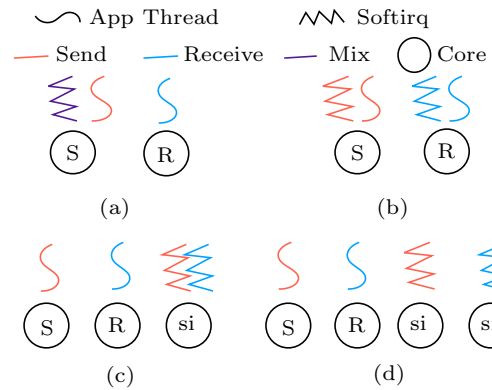 App Thread Softirq
Send Receive Mix Core
S R S R
(a) (b)
S R si S R si
(c) (d)